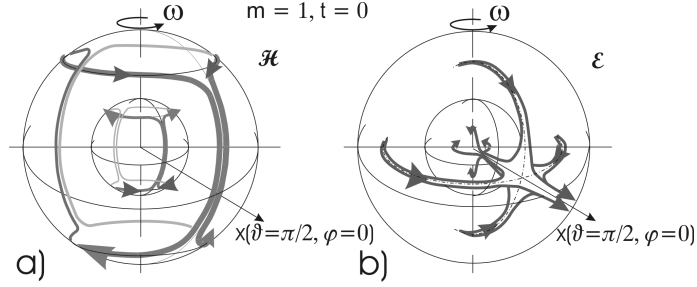 ω m = 1, t = 0 ω
ℋ ℰ
x(ϑ=π/2, φ=0) x(ϑ=π/2, φ=0)
a) b)